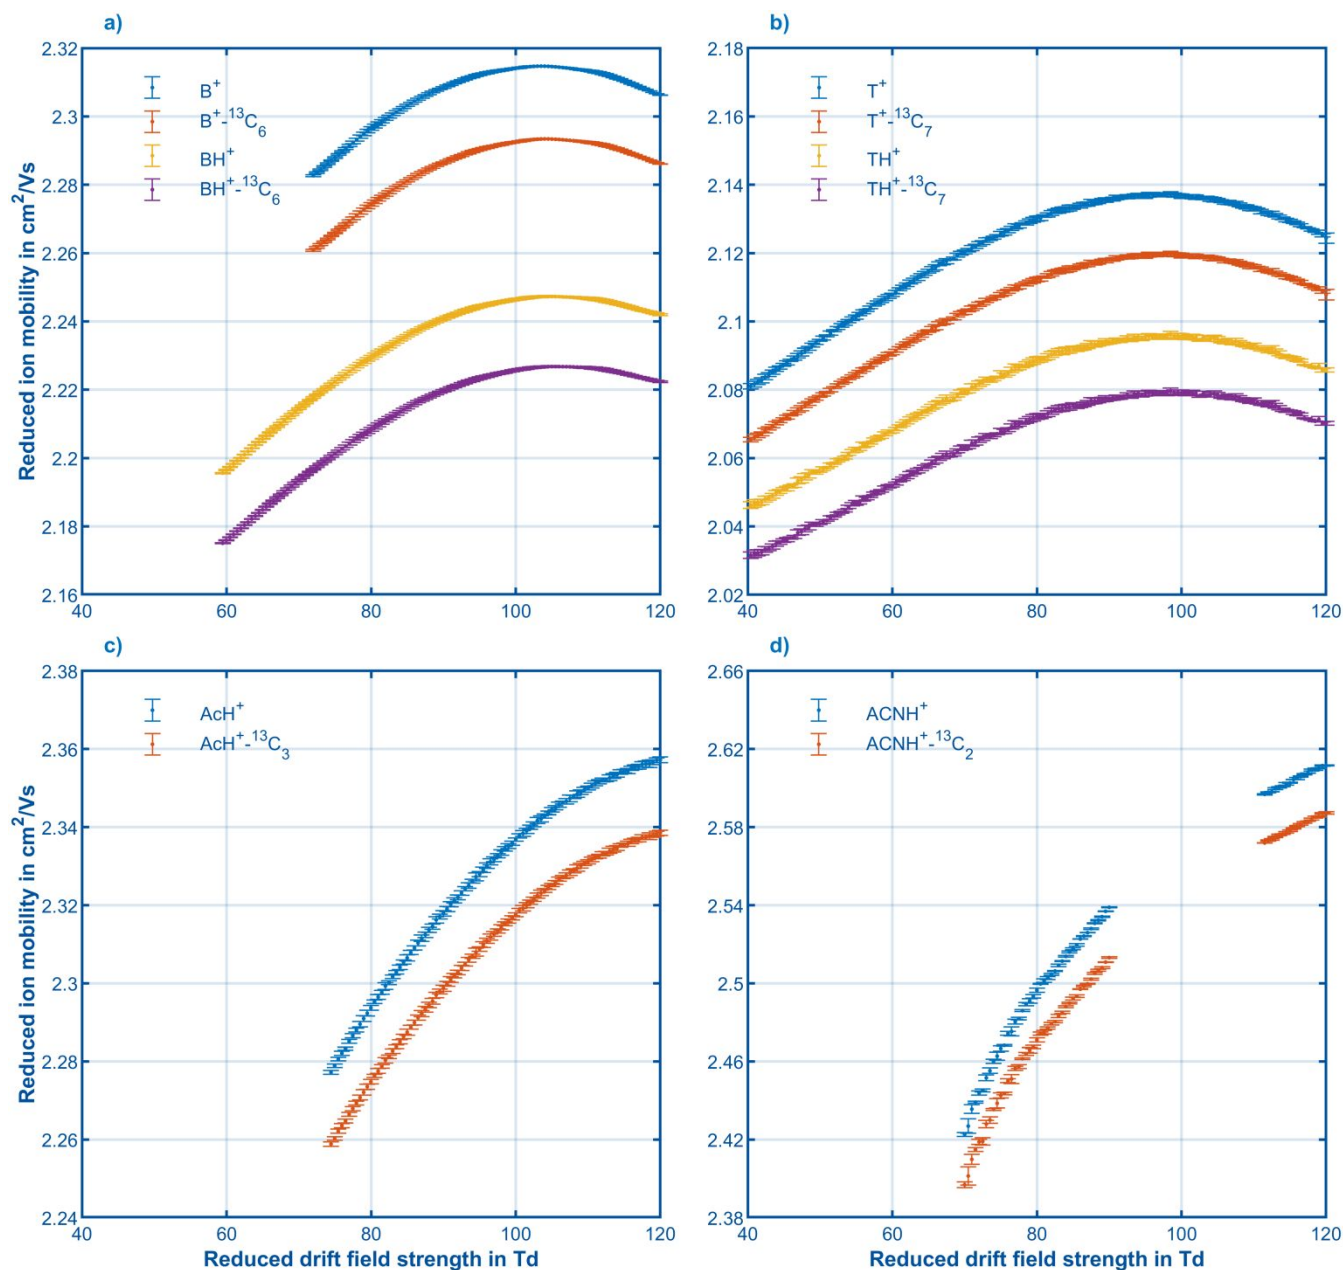 a)
2.32
2.3
2.28
2.26
2.24
2.22
2.2
2.18
2.16
40
60
80
100
120
Reduced ion mobility in cm²/Vs
B⁺
B⁺-¹³C₆
BH⁺
BH⁺-¹³C₆
b)
2.18
2.16
2.14
2.12
2.1
2.08
2.06
2.04
2.02
40
60
80
100
120
T⁺
T⁺-¹³C₇
TH⁺
TH⁺-¹³C₇
c)
2.38
2.36
2.34
2.32
2.3
2.28
2.26
2.24
40
60
80
100
120
Reduced ion mobility in cm²/Vs
Reduced drift field strength in Td
AcH⁺
AcH⁺-¹³C₃
d)
2.66
2.62
2.58
2.54
2.5
2.46
2.42
2.38
40
60
80
100
120
Reduced drift field strength in Td
ACNH⁺
ACNH⁺-¹³C₂